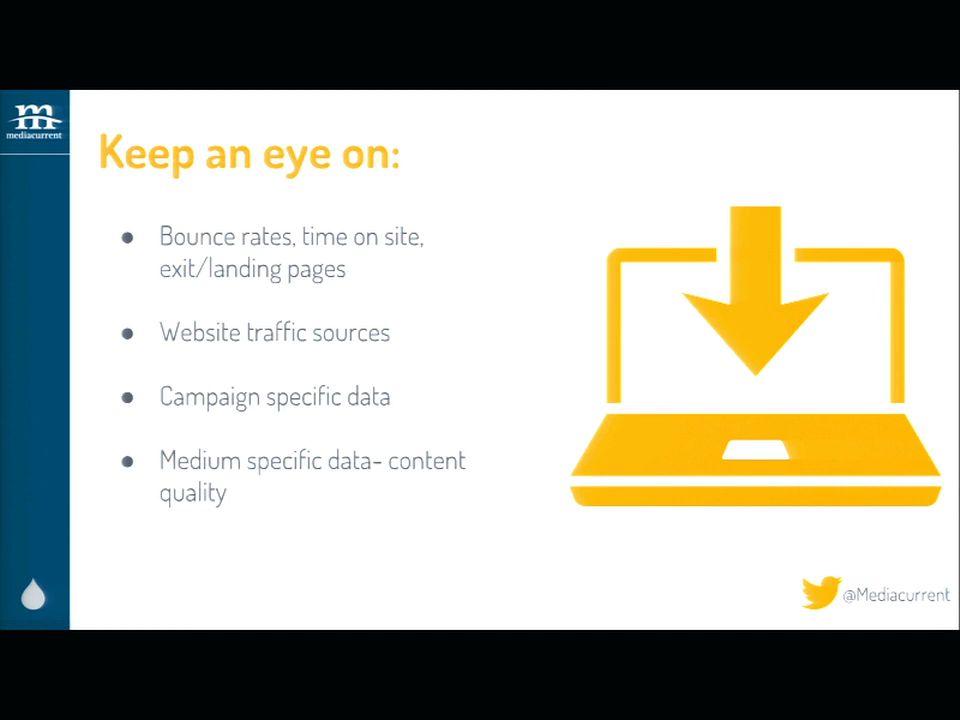 m
mediacurrent
Keep an eye on:
● Bounce rates, time on site,
exit/landing pages
● Website traffic sources
● Campaign specific data
● Medium specific data- content
quality
@Mediacurrent